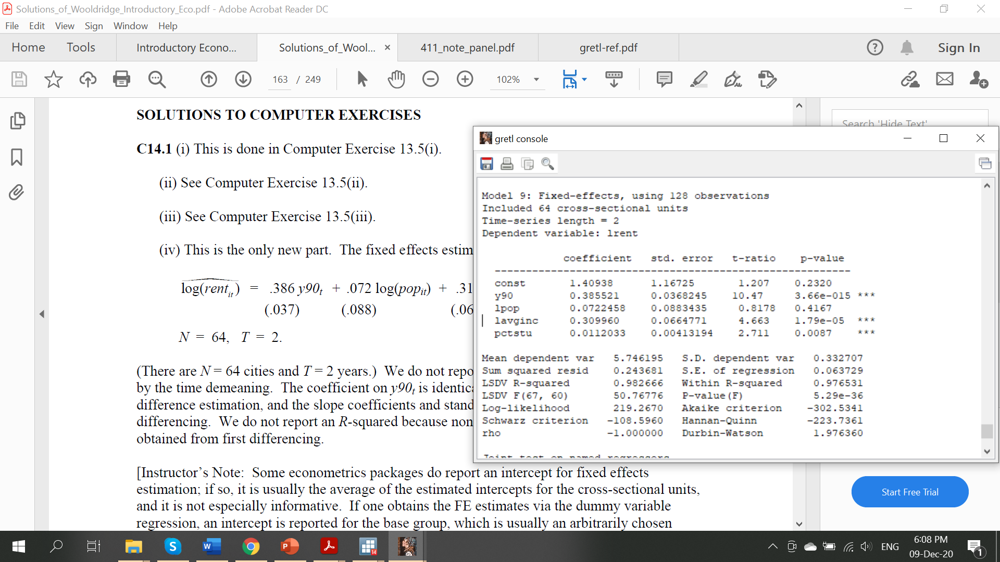 Solutions_of_Wooldridge_Introductory_Eco.pdf - Adobe Acrobat Reader DC
File Edit View Sign Window Help
Home Tools Introductory Econo... Solutions_of_Wool... × 411_note_panel.pdf gretl-ref.pdf ? Sign In
163 / 249 102%
SOLUTIONS TO COMPUTER EXERCISES
C14.1 (i) This is done in Computer Exercise 13.5(i).
(ii) See Computer Exercise 13.5(ii).
(iii) See Computer Exercise 13.5(iii).
(iv) This is the only new part. The fixed effects estim
log(rent_it) = .386 y90_t + .072 log(pop_it) + .31
(.037) (.088) (.06
N = 64, T = 2.
(There are N = 64 cities and T = 2 years.) We do not repo
by the time demeaning. The coefficient on y90_t is identica
difference estimation, and the slope coefficients and stand
differencing. We do not report an R-squared because non
obtained from first differencing.
[Instructor’s Note: Some econometrics packages do report an intercept for fixed effects
estimation; if so, it is usually the average of the estimated intercepts for the cross-sectional units,
and it is not especially informative. If one obtains the FE estimates via the dummy variable
regression, an intercept is reported for the base group, which is usually an arbitrarily chosen
Search 'Hide Text'
gretl console
Model 9: Fixed-effects, using 128 observations
Included 64 cross-sectional units
Time-series length = 2
Dependent variable: lrent
coefficient std. error t-ratio p-value
---------------------------------------------------------
const 1.40938 1.16725 1.207 0.2320
y90 0.385521 0.0368245 10.47 3.66e-015 ***
lpop 0.0722458 0.0883435 0.8178 0.4167
lavginc 0.309960 0.0664771 4.663 1.79e-05 ***
pctstu 0.0112033 0.00413194 2.711 0.0087 ***
Mean dependent var 5.746195 S.D. dependent var 0.332707
Sum squared resid 0.243681 S.E. of regression 0.063729
LSDV R-squared 0.982666 Within R-squared 0.976531
LSDV F(67, 60) 50.76776 P-value(F) 5.29e-36
Log-likelihood 219.2670 Akaike criterion -302.5341
Schwarz criterion -108.5960 Hannan-Quinn -223.7361
rho -1.000000 Durbin-Watson 1.976360
Joint test on named regressors
Start Free Trial
ENG 6:08 PM
09-Dec-20
1